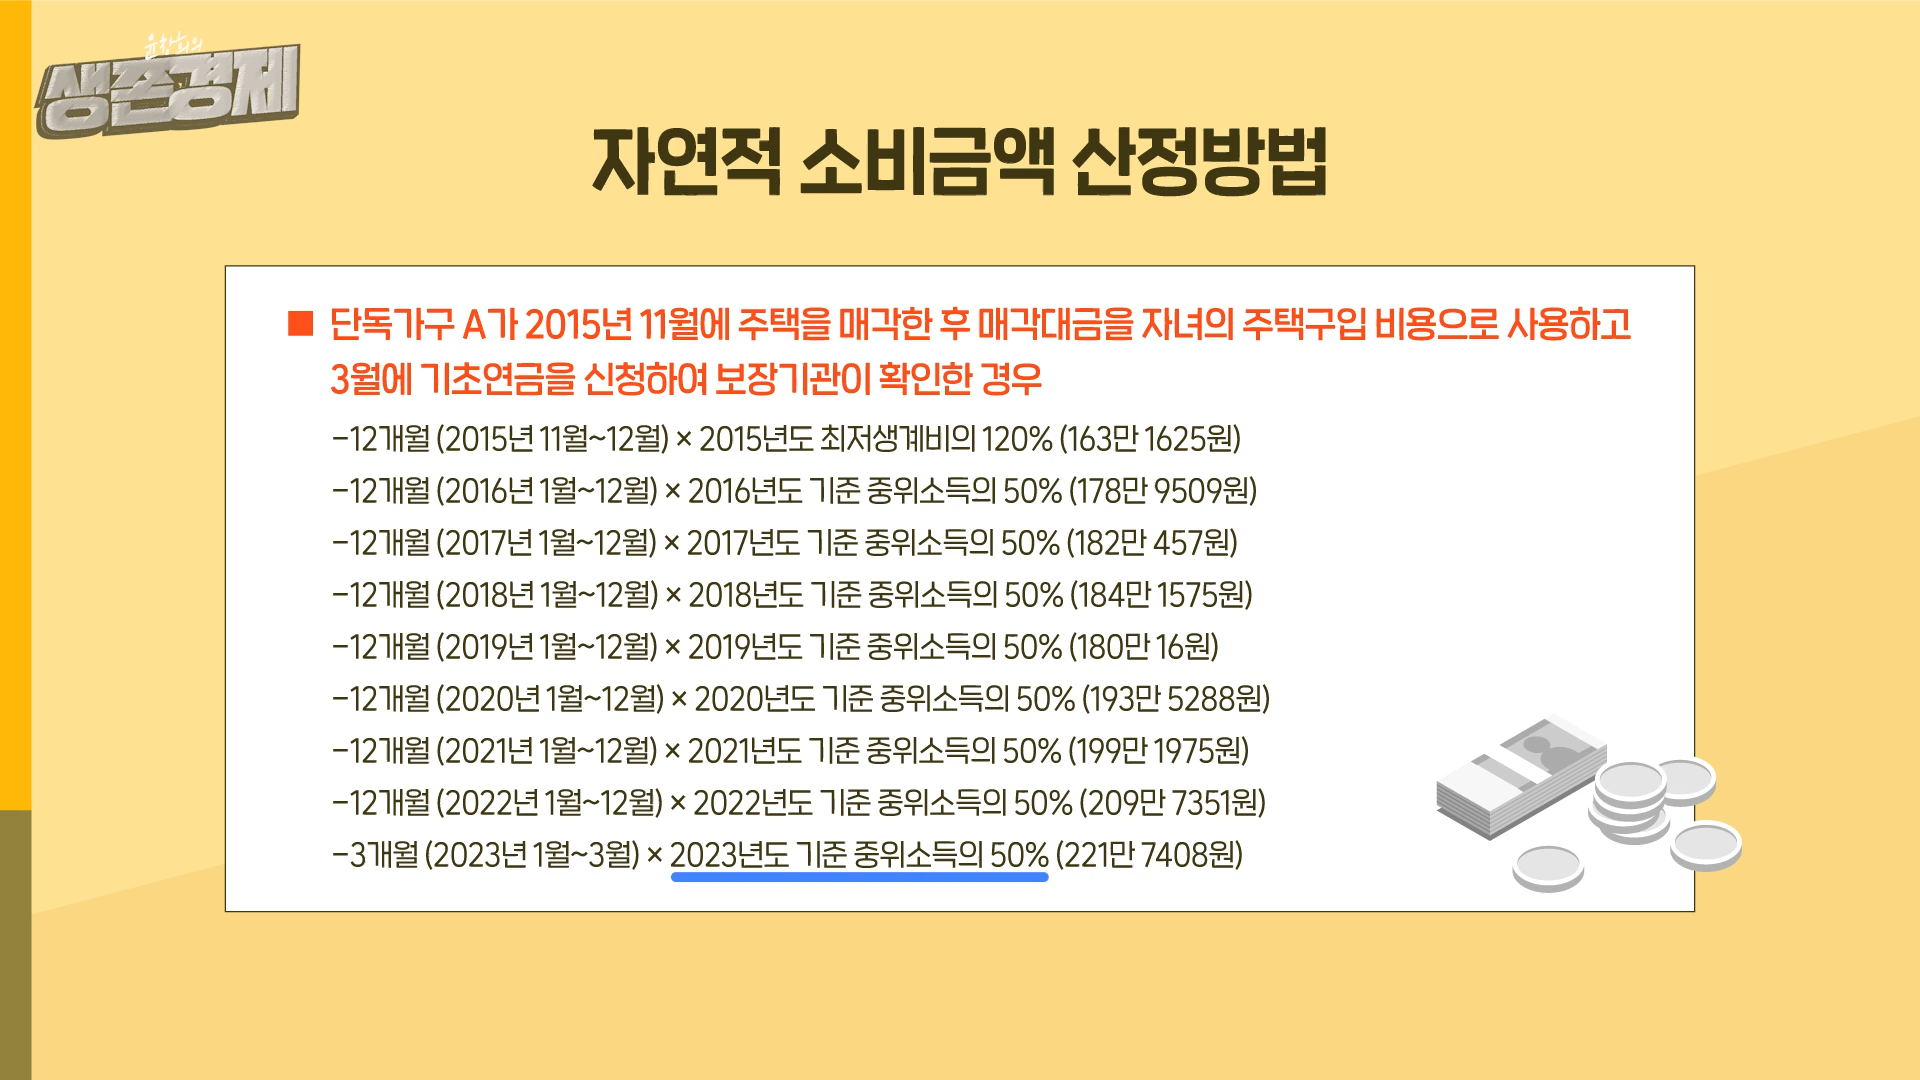 윤창희의
생존경제
자연적 소비금액 산정방법
■ 단독가구 A가 2015년 11월에 주택을 매각한 후 매각대금을 자녀의 주택구입 비용으로 사용하고
3월에 기초연금을 신청하여 보장기관이 확인한 경우
-12개월 (2015년 11월~12월) × 2015년도 최저생계비의 120% (163만 1625원)
-12개월 (2016년 1월~12월) × 2016년도 기준 중위소득의 50% (178만 9509원)
-12개월 (2017년 1월~12월) × 2017년도 기준 중위소득의 50% (182만 457원)
-12개월 (2018년 1월~12월) × 2018년도 기준 중위소득의 50% (184만 1575원)
-12개월 (2019년 1월~12월) × 2019년도 기준 중위소득의 50% (180만 16원)
-12개월 (2020년 1월~12월) × 2020년도 기준 중위소득의 50% (193만 5288원)
-12개월 (2021년 1월~12월) × 2021년도 기준 중위소득의 50% (199만 1975원)
-12개월 (2022년 1월~12월) × 2022년도 기준 중위소득의 50% (209만 7351원)
-3개월 (2023년 1월~3월) × 2023년도 기준 중위소득의 50% (221만 7408원)